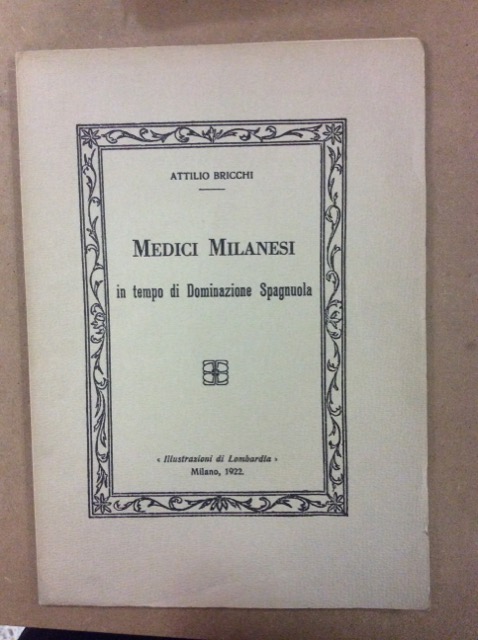 ATTILIO BRICCHI
MEDICI MILANESI
in tempo di Dominazione Spagnuola
« Illustrazioni di Lombardia »
Milano, 1922.